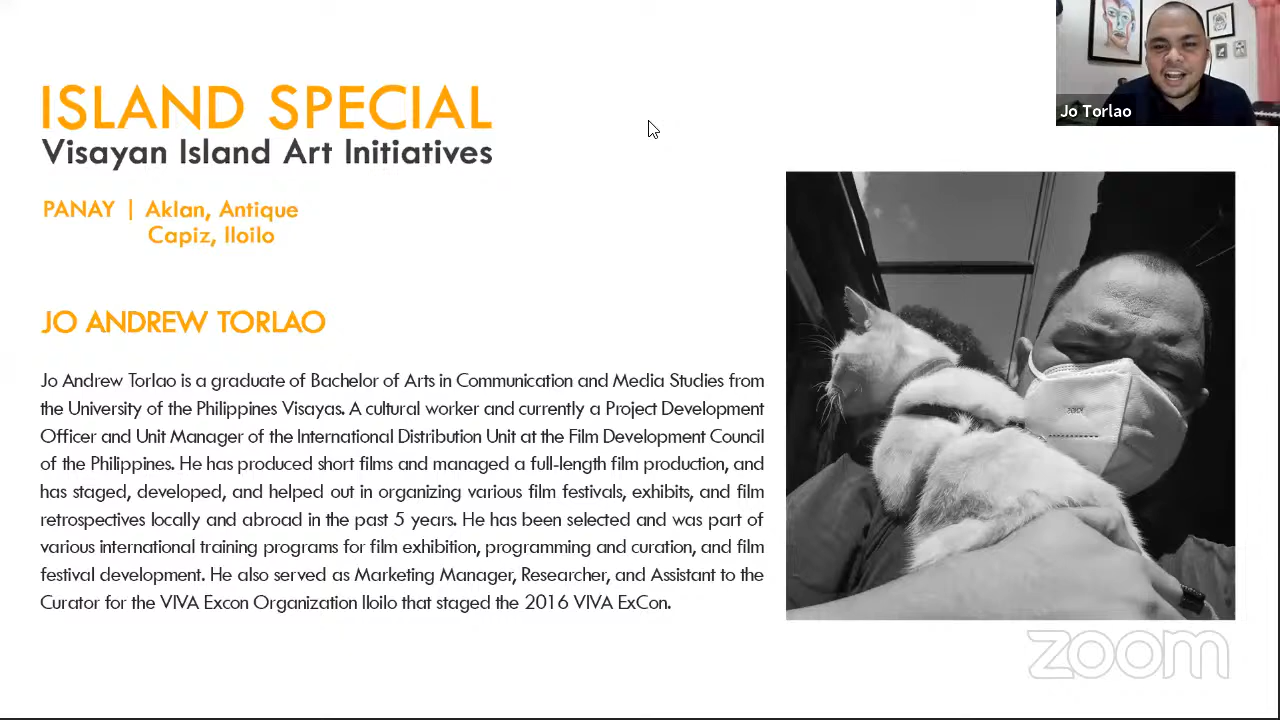 Jo Torlao
ISLAND SPECIAL
Visayan Island Art Initiatives
PANAY | Aklan, Antique
Capiz, Iloilo
JO ANDREW TORLAO
Jo Andrew Torlao is a graduate of Bachelor of Arts in Communication and Media Studies from
the University of the Philippines Visayas. A cultural worker and currently a Project Development
Officer and Unit Manager of the International Distribution Unit at the Film Development Council
of the Philippines. He has produced short films and managed a full-length film production, and
has staged, developed, and helped out in organizing various film festivals, exhibits, and film
retrospectives locally and abroad in the past 5 years. He has been selected and was part of
various international training programs for film exhibition, programming and curation, and film
festival development. He also served as Marketing Manager, Researcher, and Assistant to the
Curator for the VIVA Excon Organization Iloilo that staged the 2016 VIVA ExCon.
zoom